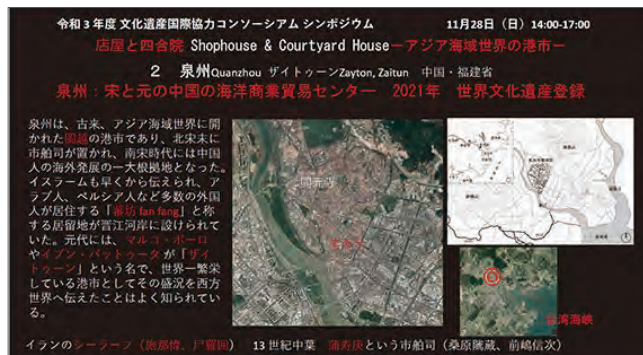 令和3年度 文化遺産国際協力コンソーシアム シンポジウム 11月28日（日）14:00-17:00
店屋と四合院 Shophouse & Courtyard House－アジア海域世界の港市－
2 泉州Quanzhou ザイトゥーンZayton, Zaitun 中国・福建省
泉州：宋と元の中国の海洋商業貿易センター 2021年 世界文化遺産登録
泉州は、古来、アジア海域世界に開
かれた閩越の港市であり、北宋末に
市舶司が置かれ、南宋時代には中国
人の海外発展の一大根拠地となった。
イスラームも早くから伝えられ、ア
ラブ人、ペルシア人など多数の外国
人が居住する「蕃坊 fan fang」と称
する居留地が晋江河岸に設けられて
いた。元代には、マルコ・ポーロ
やイブン・バットゥータが「ザイ
トゥーン」という名で、世界一繁栄
している港市としてその盛況を西方
世界へ伝えたことはよく知られてい
る。
開元寺
台湾海峡
イランのシーラーフ（施那幃、尸羅囲） 13世紀中葉 蒲寿庚という市舶司（桑原隲蔵、前嶋信次）